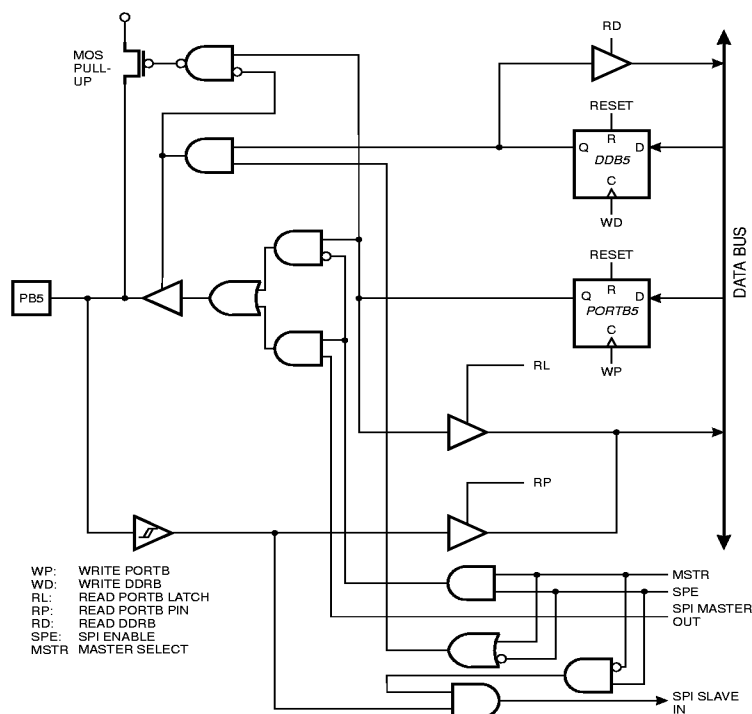 RD
MOS
PULL-
UP
RESET
R
Q
D
DDB5
C
WD
DATA BUS
RESET
R
Q
D
PB5
PORTB5
C
WP
RL
RP
WP: WRITE PORTB
WD: WRITE DDRB
RL: READ PORTB LATCH
RP: READ PORTB PIN
RD: READ DDRB
SPE: SPI ENABLE
MSTR MASTER SELECT
MSTR
SPE
SPI MASTER
OUT
SPI SLAVE
IN